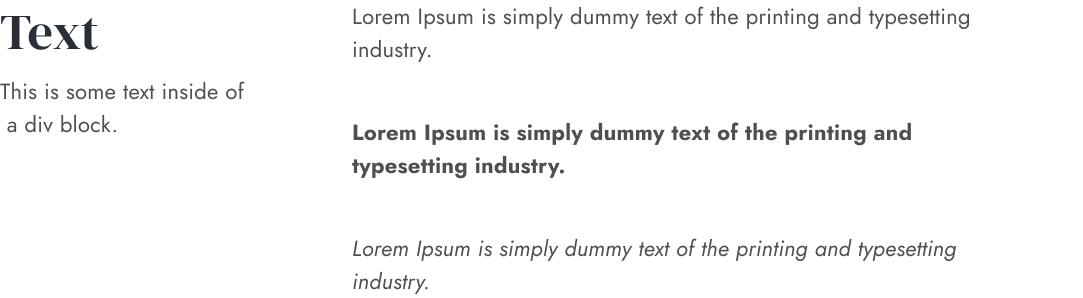 Text
This is some text inside of
a div block.
Lorem Ipsum is simply dummy text of the printing and typesetting
industry.
Lorem Ipsum is simply dummy text of the printing and
typesetting industry.
Lorem Ipsum is simply dummy text of the printing and typesetting
industry.